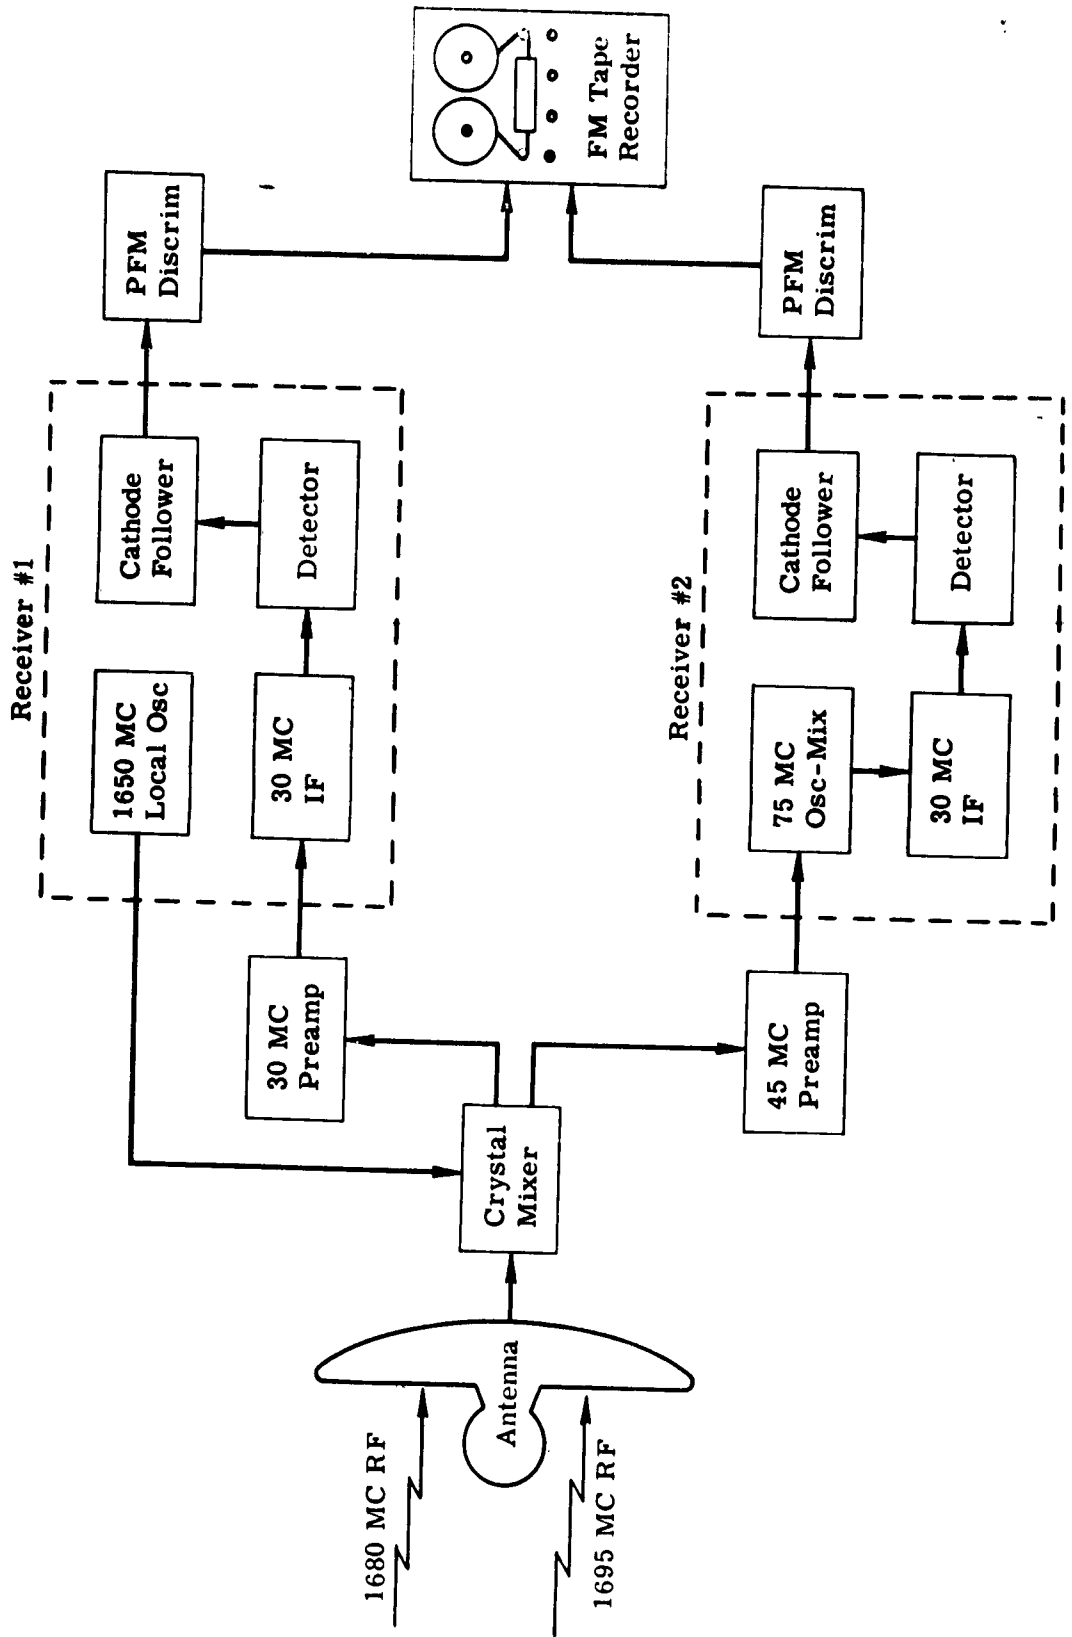 1680 MC RF
1695 MC RF
Antenna
Crystal
Mixer
30 MC
Preamp
45 MC
Preamp
Receiver #1
1650 MC
Local Osc
30 MC
IF
Cathode
Follower
Detector
Receiver #2
75 MC
Osc-Mix
30 MC
IF
Cathode
Follower
Detector
PFM
Discrim
PFM
Discrim
FM Tape
Recorder